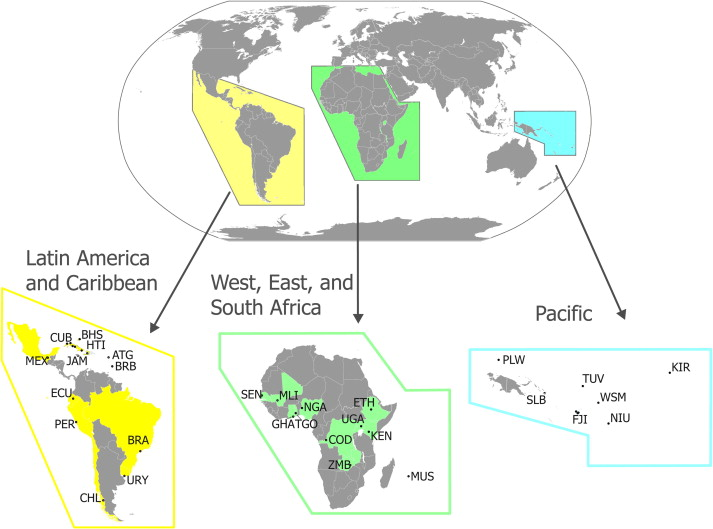 Latin America
and Caribbean
West, East, and
South Africa
Pacific
CUB
BHS
HTI
MEX
JAM
ATG
BRB
ECU
PER
BRA
URY
CHL
SEN
MLI
NGA
ETH
GHATGO
UGA
COD
KEN
ZMB
MUS
PLW
KIR
TUV
SLB
WSM
FJI
NIU